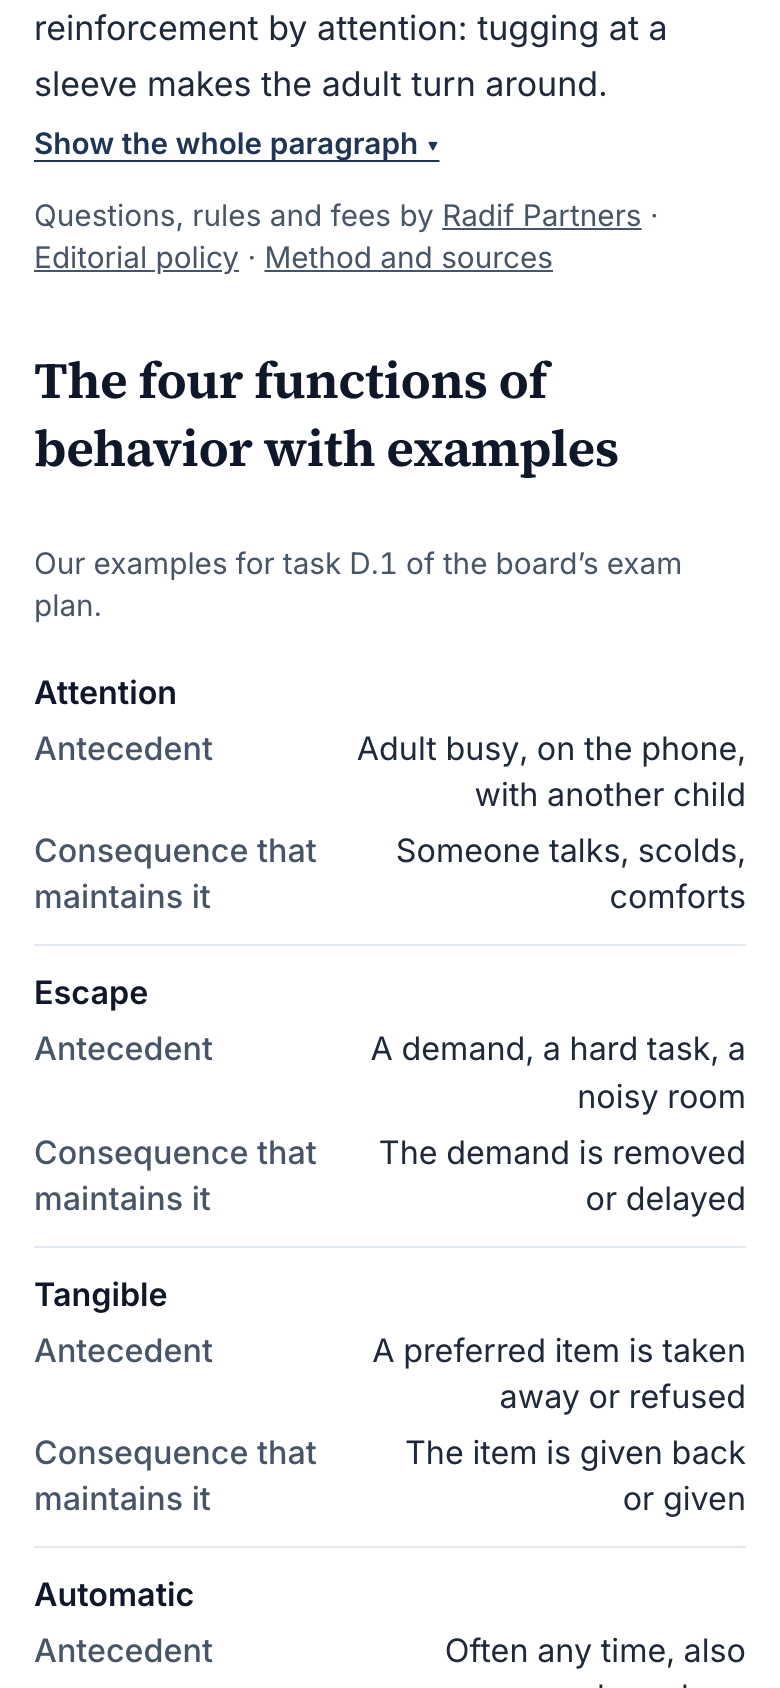 reinforcement by attention: tugging at a
sleeve makes the adult turn around.
Show the whole paragraph ▾
Questions, rules and fees by Radif Partners ·
Editorial policy · Method and sources
The four functions of
behavior with examples
Our examples for task D.1 of the board’s exam
plan.
Attention
Antecedent Adult busy, on the phone,
with another child
Consequence that Someone talks, scolds,
maintains it comforts
Escape
Antecedent A demand, a hard task, a
noisy room
Consequence that The demand is removed
maintains it or delayed
Tangible
Antecedent A preferred item is taken
away or refused
Consequence that The item is given back
maintains it or given
Automatic
Antecedent Often any time, also